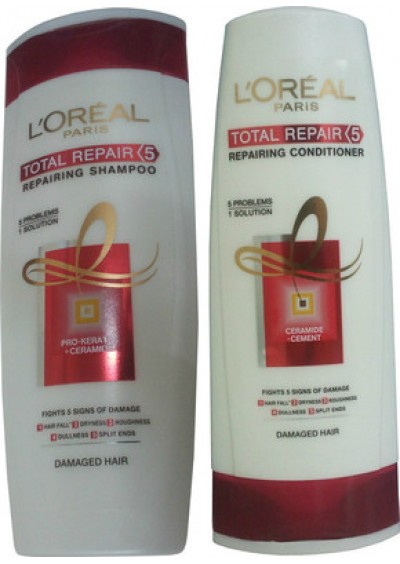 L'ORÉAL
PARIS
TOTAL REPAIR 5
REPAIRING SHAMPOO
5 PROBLEMS
1 SOLUTION
PRO-KERAT
+CERAMID
FIGHTS 5 SIGNS OF DAMAGE
1 HAIR FALL* 2 DRYNESS 3 ROUGHNESS
4 DULLNESS 5 SPLIT ENDS
DAMAGED HAIR
L'ORÉAL
PARIS
TOTAL REPAIR 5
REPAIRING CONDITIONER
5 PROBLEMS
1 SOLUTION
CERAMIDE
-CEMENT
FIGHTS 5 SIGNS OF DAMAGE
1 HAIR FALL* 2 DRYNESS 3 ROUGHNESS
4 DULLNESS 5 SPLIT ENDS
DAMAGED HAIR